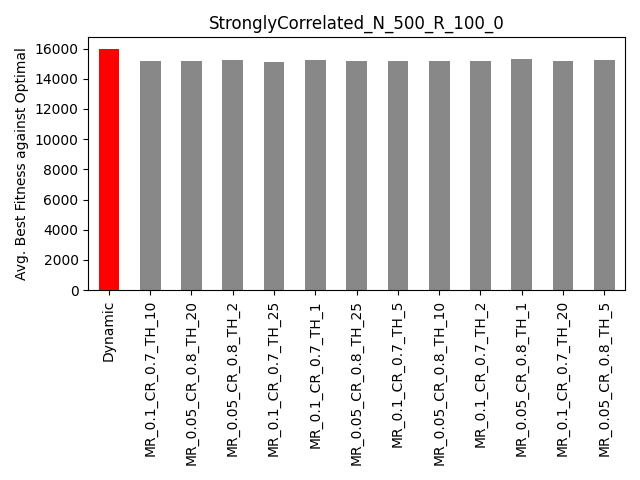 StronglyCorrelated_N_500_R_100_0
Avg. Best Fitness against Optimal
16000
14000
12000
10000
8000
6000
4000
2000
0
Dynamic
MR_0.1_CR_0.7_TH_10
MR_0.05_CR_0.8_TH_20
MR_0.05_CR_0.8_TH_2
MR_0.1_CR_0.7_TH_25
MR_0.1_CR_0.7_TH_1
MR_0.05_CR_0.8_TH_25
MR_0.1_CR_0.7_TH_5
MR_0.05_CR_0.8_TH_10
MR_0.1_CR_0.7_TH_2
MR_0.05_CR_0.8_TH_1
MR_0.1_CR_0.7_TH_20
MR_0.05_CR_0.8_TH_5